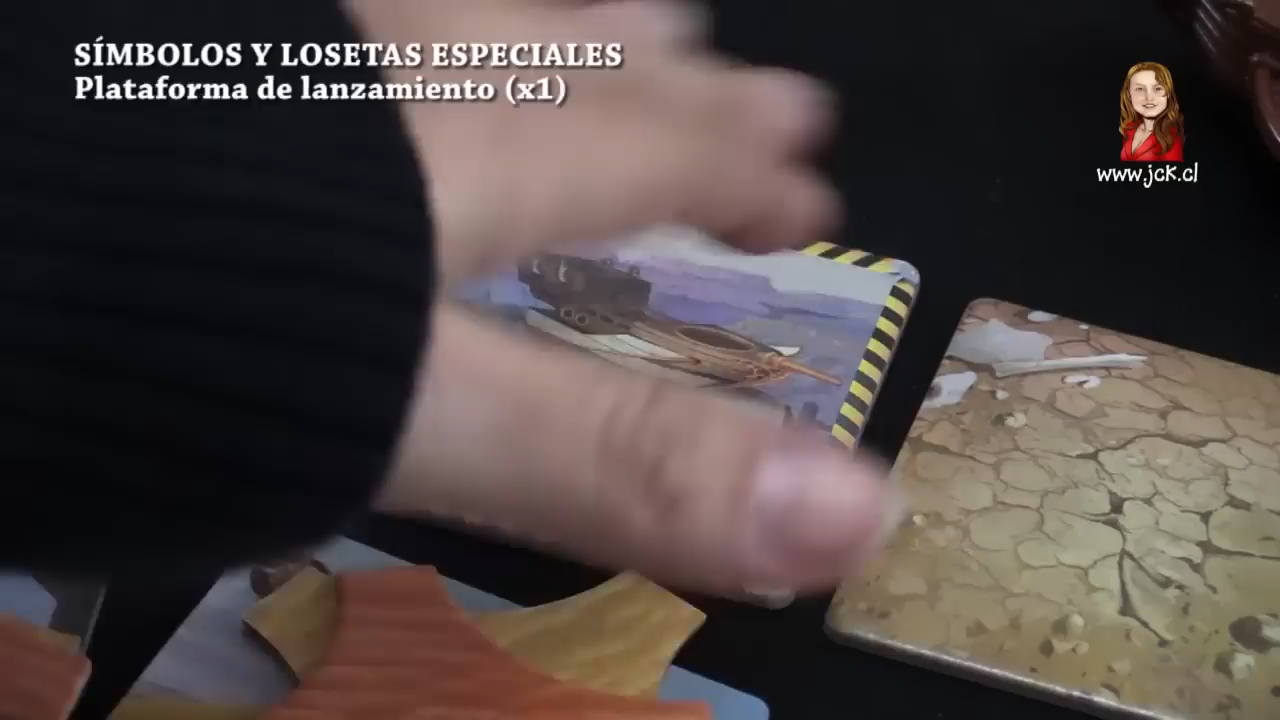 SÍMBOLOS Y LOSETAS ESPECIALES
Plataforma de lanzamiento (x1)
www.jck.cl